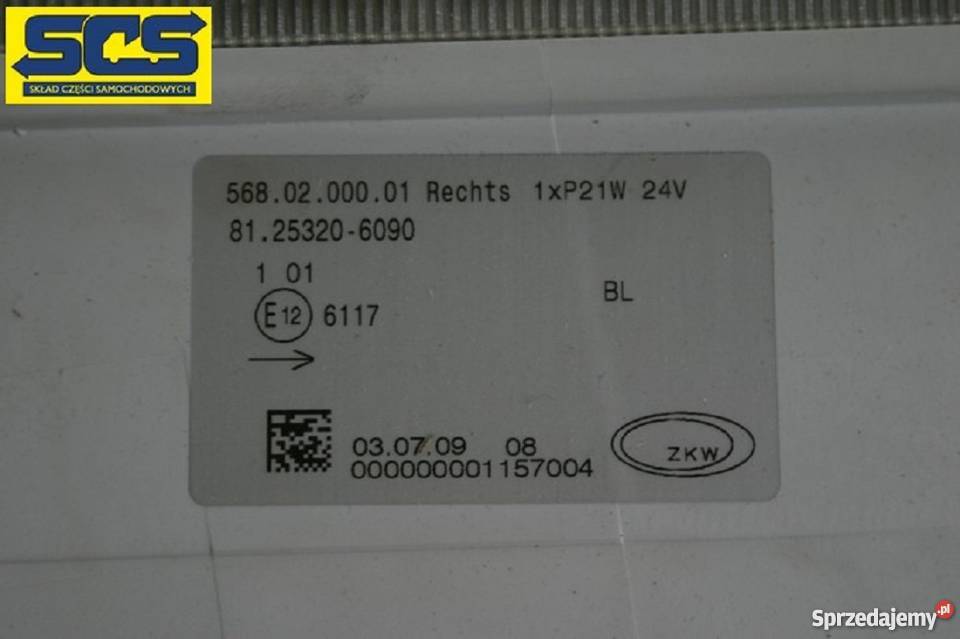 SCS
SKŁAD CZĘŚCI SAMOCHODOWYCH
568.02.000.01 Rechts 1xP21W 24V
81.25320-6090
1 01
E12 6117
BL
03.07.09 08
000000001157004
ZKW
Sprzedajemy.pl